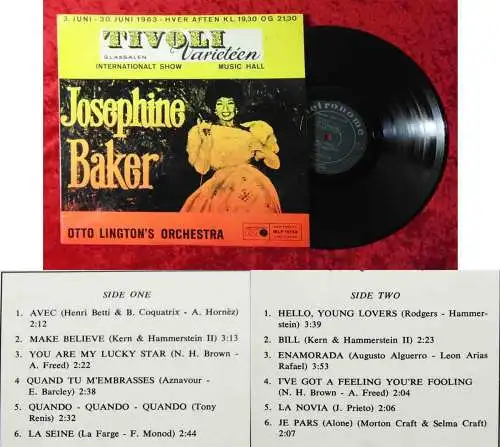 3. JUNI - 30. JUNI 1963 - HVER AFTEN KL. 19,30 OG 21,30
TIVOLI
GLASSALEN Varietéen
INTERNATIONALT SHOW MUSIC HALL
Josephine
Baker
OTTO LINGTON'S ORCHESTRA
Metronome
SIDE ONE
1. AVEC (Henri Betti & B. Coquatrix - A. Hornèz)
2:12
2. MAKE BELIEVE (Kern & Hammerstein II) 3:13
3. YOU ARE MY LUCKY STAR (N. H. Brown -
A. Freed) 2:22
4. QUAND TU M'EMBRASSES (Aznavour -
E. Barcley) 2:38
5. QUANDO - QUANDO - QUANDO (Tony
Renis) 2:32
6. LA SEINE (La Farge - F. Monod) 2:44
SIDE TWO
1. HELLO, YOUNG LOVERS (Rodgers - Hammer-
stein) 3:39
2. BILL (Kern & Hammerstein II) 2:23
3. ENAMORADA (Augusto Alguerro - Leon Arias
Rafael) 3:53
4. I'VE GOT A FEELING YOU'RE FOOLING
(N. H. Brown - A. Freed) 2:04
5. LA NOVIA (J. Prieto) 2:06
6. JE PARS (Alone) (Morton Craft & Selma Craft)
2:07